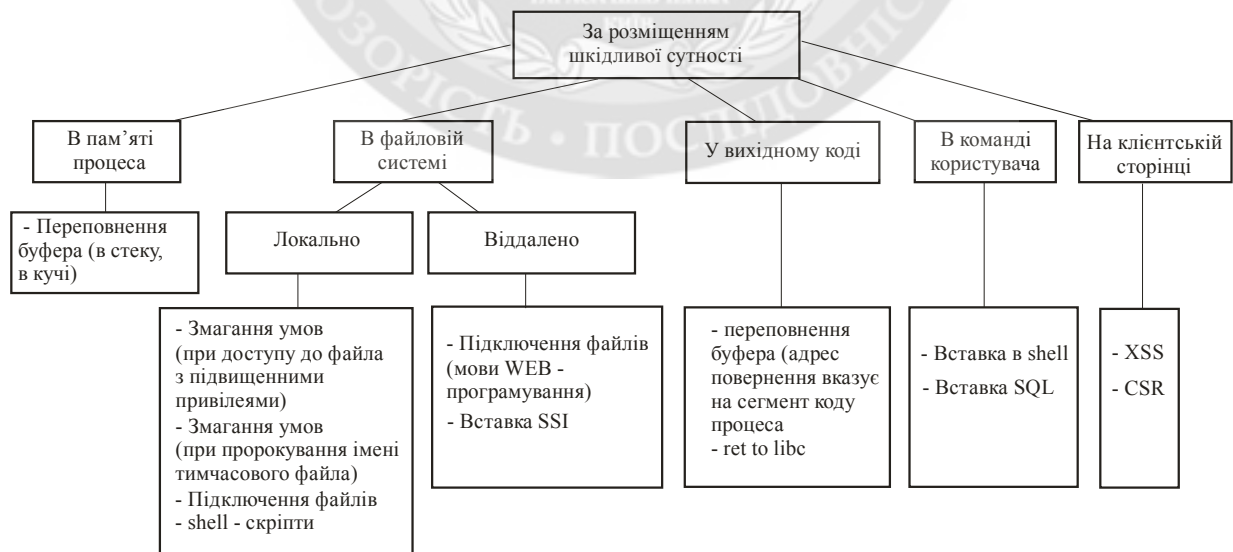 За розміщенням
шкідливої сутності
В пам’яті
процеса
В файловій
системі
У вихідному коді
В команді
користувача
На клієнтській
сторінці
- Переповнення
буфера (в стеку,
в кучі)
Локально
Віддалено
- Змагання умов
(при доступу до файла
з підвищенними
привілеями)
- Змагання умов
(при пророкування імені
тимчасового файла)
- Підключення файлів
- shell - скріпти
- Підключення файлів
(мови WEB -
програмування)
- Вставка SSI
- переповнення
буфера (адрес
повернення вказує
на сегмент коду
процеса
- ret to libc
- Вставка в shell
- Вставка SQL
- XSS
- CSR
КИЇВ
ПРОЗОРІСТЬ • ПОСЛІДОВНІС